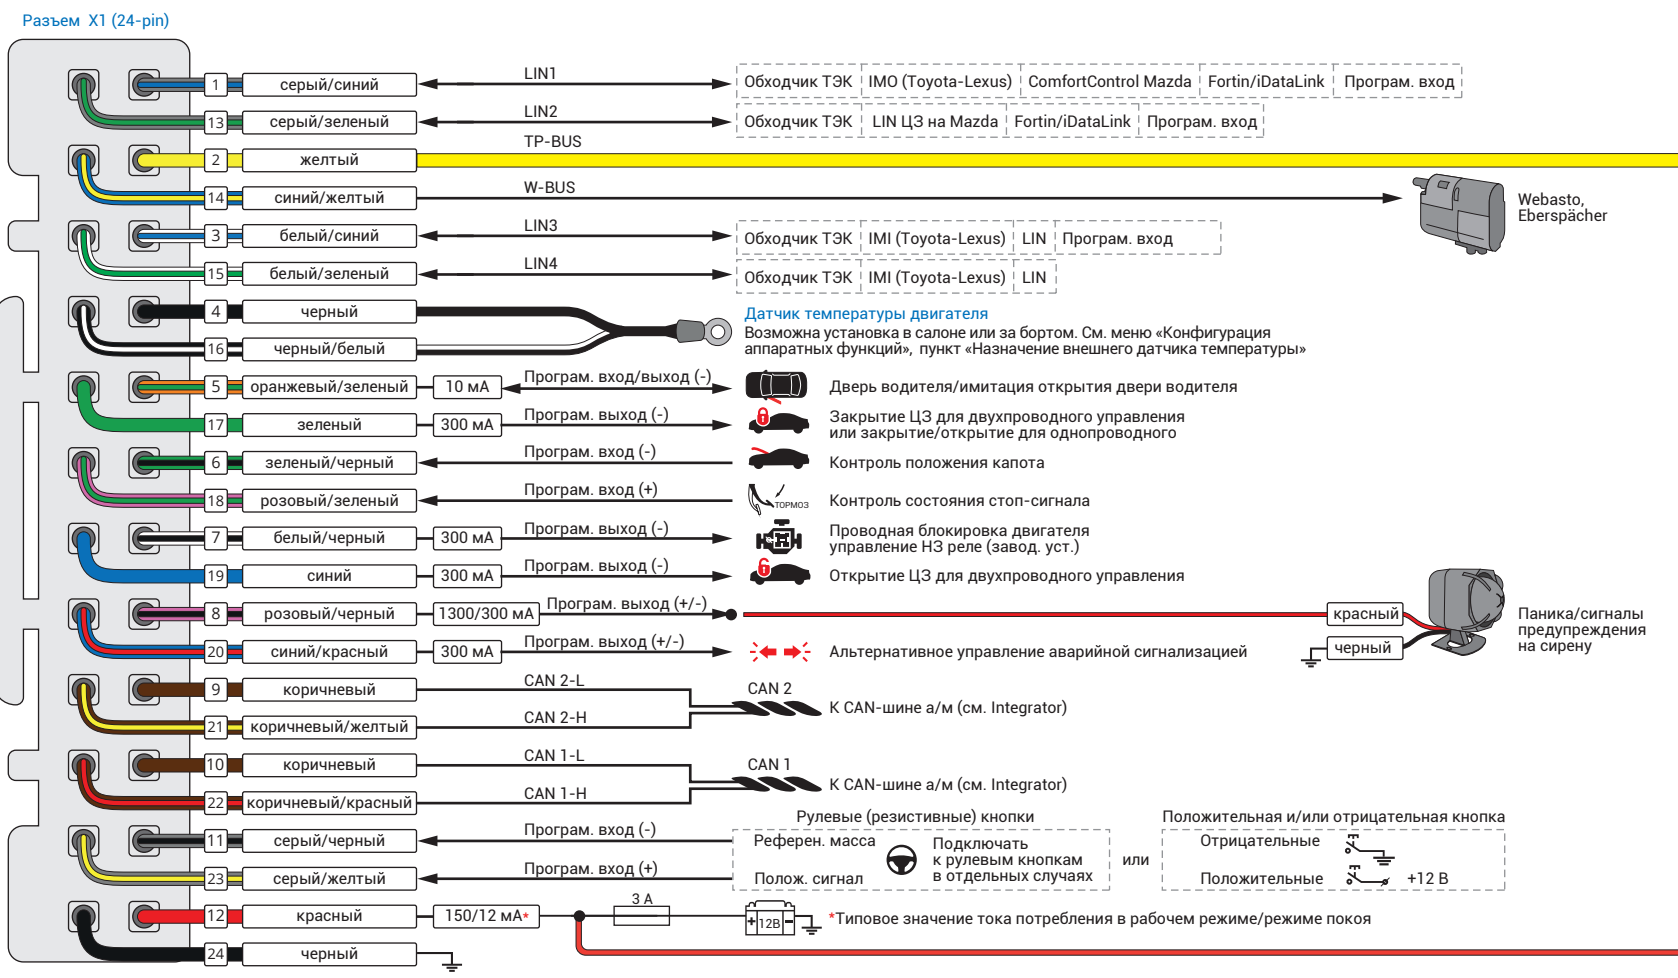 Разъем X1 (24-pin)
1 серый/синий LIN1 Обходчик ТЭК IMO (Toyota-Lexus) ComfortControl Mazda Fortin/iDataLink Програм. вход
13 серый/зеленый LIN2 Обходчик ТЭК LIN ЦЗ на Mazda Fortin/iDataLink Програм. вход
2 желтый TP-BUS
14 синий/желтый W-BUS
Webasto,
Eberspächer
3 белый/синий LIN3 Обходчик ТЭК IMI (Toyota-Lexus) LIN Програм. вход
15 белый/зеленый LIN4 Обходчик ТЭК IMI (Toyota-Lexus) LIN
4 черный
16 черный/белый
Датчик температуры двигателя
Возможна установка в салоне или за бортом. См. меню «Конфигурация
аппаратных функций», пункт «Назначение внешнего датчика температуры»
5 оранжевый/зеленый 10 мА Програм. вход/выход (-) Дверь водителя/имитация открытия двери водителя
17 зеленый 300 мА Програм. выход (-) Закрытие ЦЗ для двухпроводного управления
или закрытие/открытие для однопроводного
6 зеленый/черный Програм. вход (-) Контроль положения капота
18 розовый/зеленый Програм. вход (+) ТОРМОЗ Контроль состояния стоп-сигнала
7 белый/черный 300 мА Програм. выход (-) Проводная блокировка двигателя
управление НЗ реле (завод. уст.)
19 синий 300 мА Програм. выход (-) Открытие ЦЗ для двухпроводного управления
8 розовый/черный 1300/300 мА Програм. выход (+/-) красный
черный
Паника/сигналы
предупреждения
на сирену
20 синий/красный 300 мА Програм. выход (+/-) Альтернативное управление аварийной сигнализацией
9 коричневый CAN 2-L
21 коричневый/желтый CAN 2-H
CAN 2
К CAN-шине а/м (см. Integrator)
10 коричневый CAN 1-L
22 коричневый/красный CAN 1-H
CAN 1
К CAN-шине а/м (см. Integrator)
Рулевые (резистивные) кнопки
Положительная и/или отрицательная кнопка
11 серый/черный Програм. вход (-) Референ. масса
23 серый/желтый Програм. вход (+) Полож. сигнал
Подключать
к рулевым кнопкам
в отдельных случаях
или
Отрицательные
Положительные +12 В
12 красный 150/12 мА* 3 А + 12В - *Типовое значение тока потребления в рабочем режиме/режиме покоя
24 черный